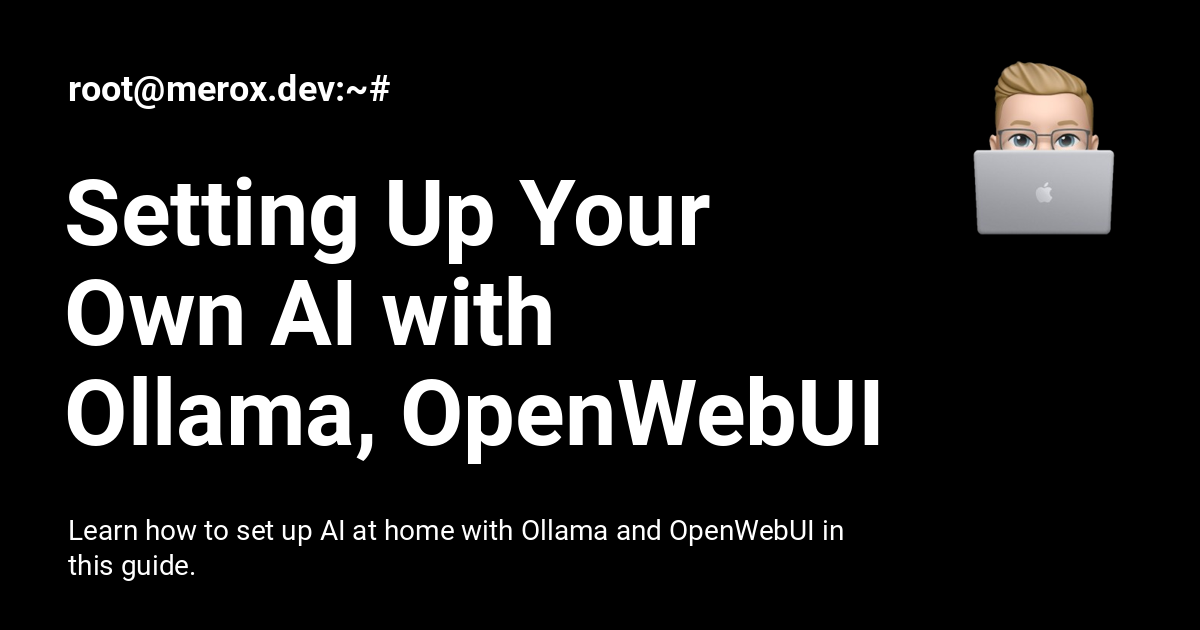 root@merox.dev:~#
Setting Up Your
Own AI with
Ollama, OpenWebUI
Learn how to set up AI at home with Ollama and OpenWebUI in
this guide.